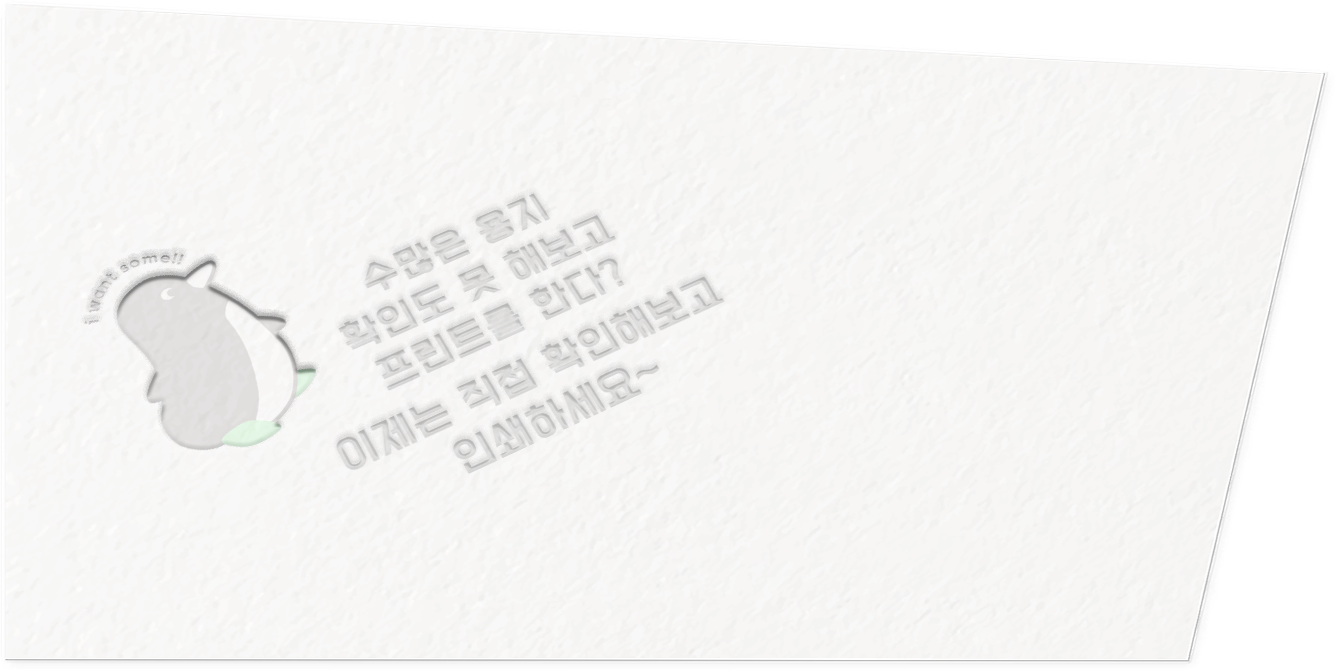 i want some!!
수많은 용지
확인도 못 해보고
프린트를 한다?
이제는 직접 확인해보고
인쇄하세요~